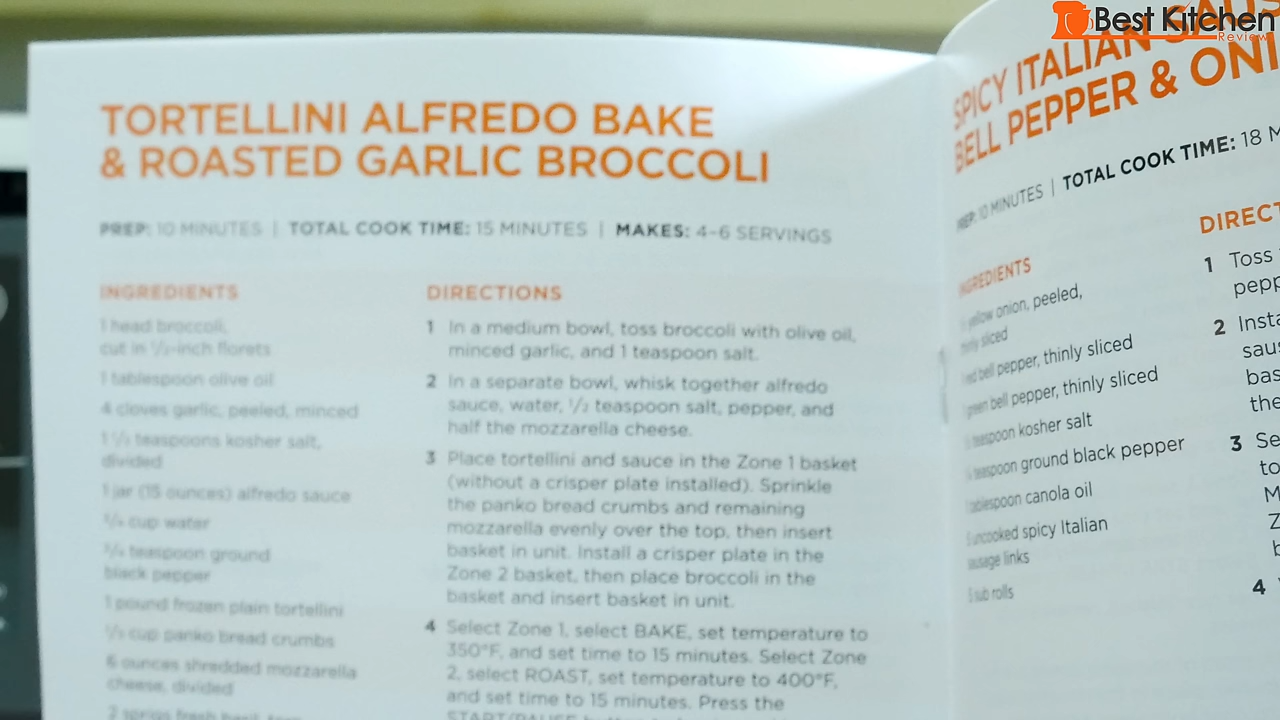 Best Kitchen
Review
TORTELLINI ALFREDO BAKE
& ROASTED GARLIC BROCCOLI
PREP: 10 MINUTES | TOTAL COOK TIME: 15 MINUTES | MAKES: 4-6 SERVINGS
INGREDIENTS
1 head broccoli,
cut in 1/2-inch florets
1 tablespoon olive oil
4 cloves garlic, peeled, minced
1 1/2 teaspoons kosher salt,
divided
1 jar (15 ounces) alfredo sauce
cup water
teaspoon ground
black pepper
1 pound frozen plain tortellini
cup panko bread crumbs
6 ounces shredded mozzarella
cheese, divided
2 sprigs fresh basil,
DIRECTIONS
1 In a medium bowl, toss broccoli with olive oil,
minced garlic, and 1 teaspoon salt.
2 In a separate bowl, whisk together alfredo
sauce, water, 1/2 teaspoon salt, pepper, and
half the mozzarella cheese.
3 Place tortellini and sauce in the Zone 1 basket
(without a crisper plate installed). Sprinkle
the panko bread crumbs and remaining
mozzarella evenly over the top, then insert
basket in unit. Install a crisper plate in the
Zone 2 basket, then place broccoli in the
basket and insert basket in unit.
4 Select Zone 1, select BAKE, set temperature to
350°F, and set time to 15 minutes. Select Zone
2, select ROAST, set temperature to 400°F,
and set time to 15 minutes. Press the
START/PAUSE
SPICY ITALIAN SAUS
BELL PEPPER & ONI
PREP: 10 MINUTES | TOTAL COOK TIME: 18 M
INGREDIENTS
yellow onion, peeled,
thinly sliced
red bell pepper, thinly sliced
green bell pepper, thinly sliced
teaspoon kosher salt
teaspoon ground black pepper
tablespoon canola oil
uncooked spicy Italian
sausage links
sub rolls
DIRECT
1 Toss
pepp
2 Insta
saus
bas
the
3 Se
to
M
Z
b
4